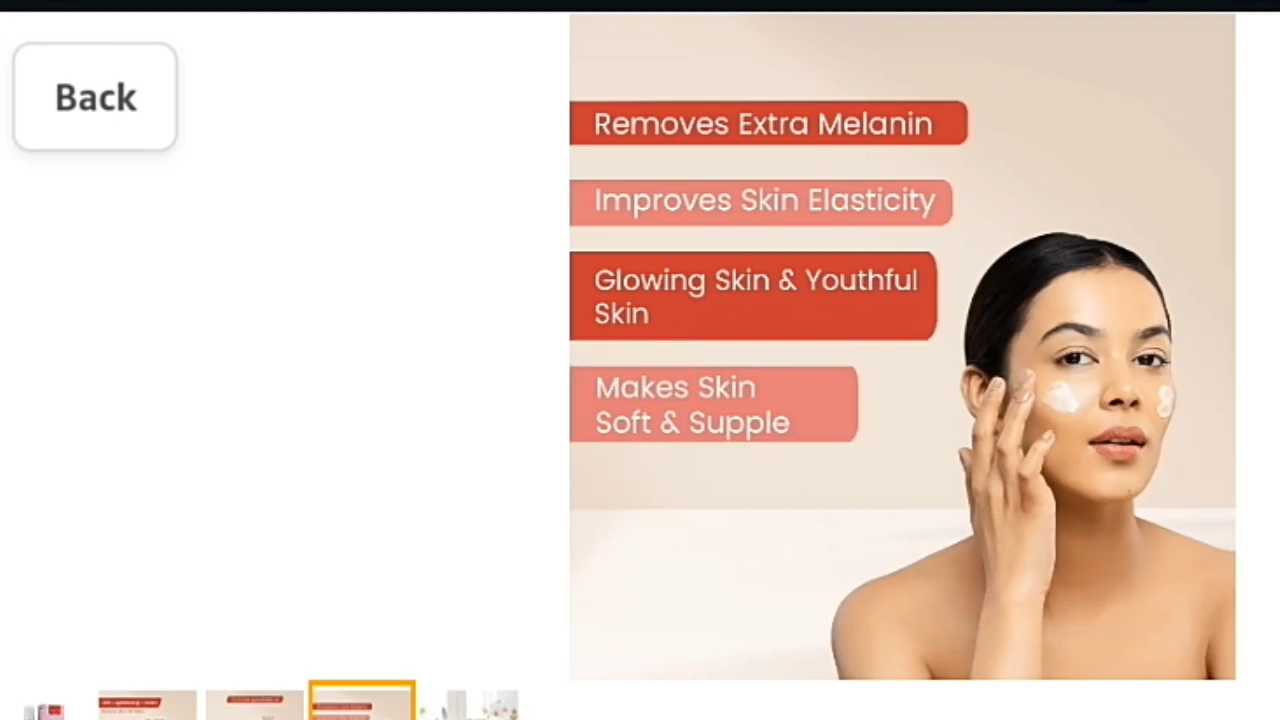 Back
Removes Extra Melanin
Improves Skin Elasticity
Glowing Skin & Youthful
Skin
Makes Skin
Soft & Supple